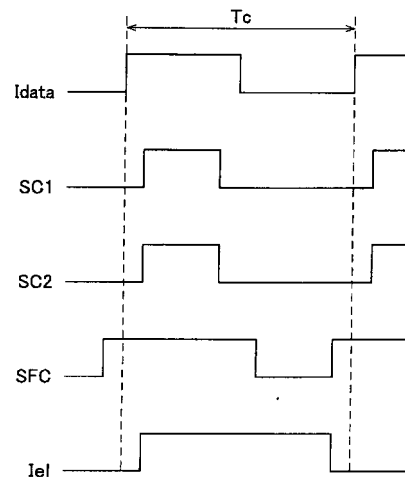 Tc
Idata
SC1
SC2
SFC
Iel